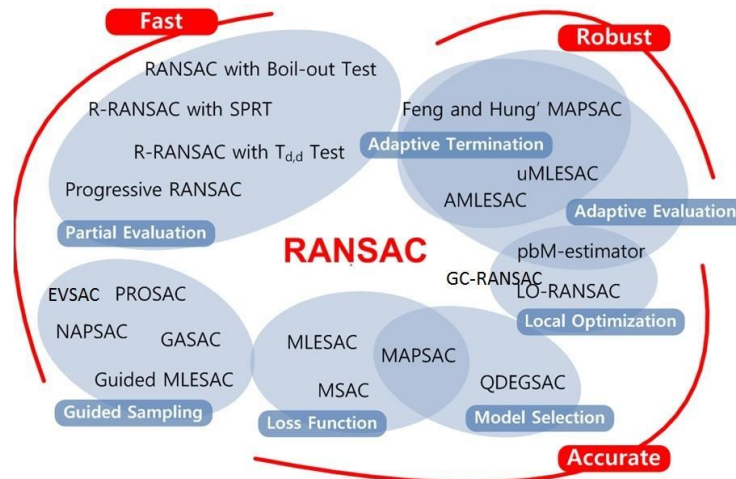 Fast
Robust
RANSAC with Boil-out Test
R-RANSAC with SPRT
R-RANSAC with Td,d Test
Progressive RANSAC
Partial Evaluation
Feng and Hung' MAPSAC
Adaptive Termination
uMLESAC
AMLESAC
Adaptive Evaluation
RANSAC
pbM-estimator
GC-RANSAC
LO-RANSAC
Local Optimization
EVSAC PROSAC
NAPSAC
GASAC
Guided MLESAC
Guided Sampling
MLESAC
MSAC
Loss Function
MAPSAC
QDEGSAC
Model Selection
Accurate